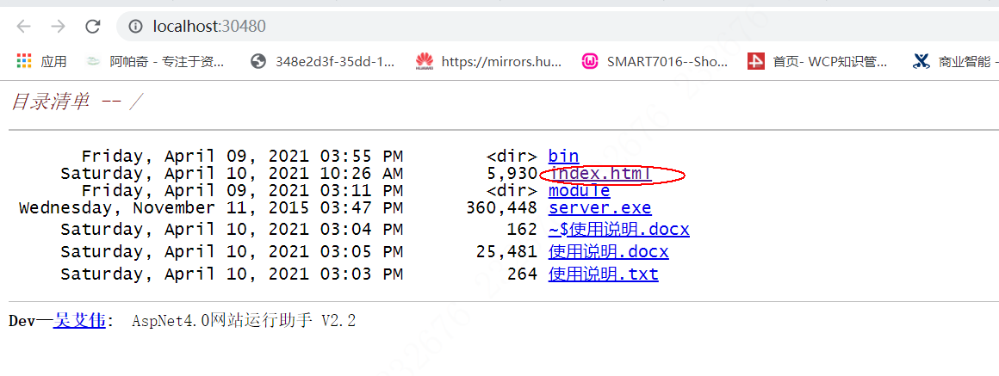 localhost:30480
应用 阿帕奇 - 专注于资... 348e2d3f-35dd-1... https://mirrors.hu... SMART7016--Sho... 首页- WCP知识管... 商业智能 -
目录清单 -- /
Friday, April 09, 2021 03:55 PM <dir> bin
Saturday, April 10, 2021 10:26 AM 5,930 index.html
Friday, April 09, 2021 03:11 PM <dir> module
Wednesday, November 11, 2015 03:47 PM 360,448 server.exe
Saturday, April 10, 2021 03:04 PM 162 ~$使用说明.docx
Saturday, April 10, 2021 03:05 PM 25,481 使用说明.docx
Saturday, April 10, 2021 03:03 PM 264 使用说明.txt
Dev—吴艾伟: AspNet4.0网站运行助手 V2.2